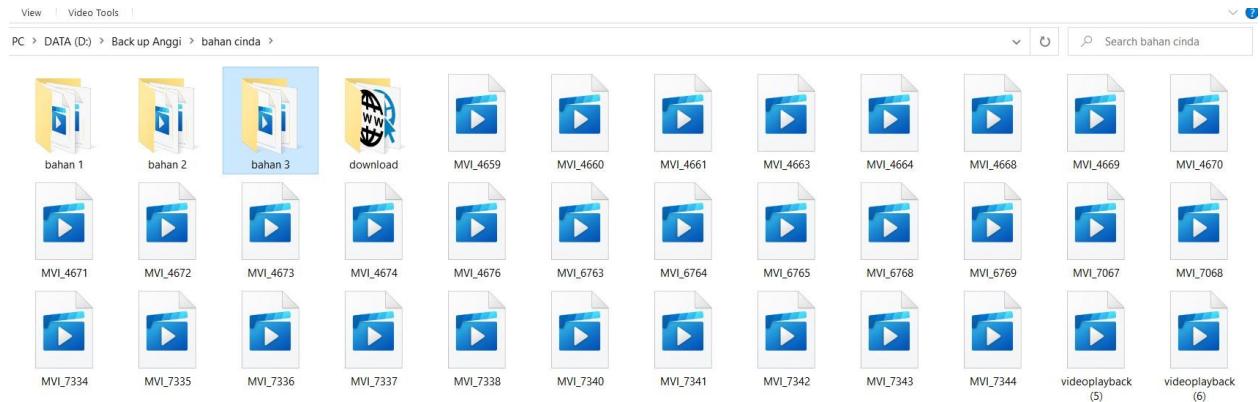 View Video Tools
PC > DATA (D:) > Back up Anggi > bahan cinda >
Search bahan cinda
bahan 1 bahan 2 bahan 3 download MVI_4659 MVI_4660 MVI_4661 MVI_4663 MVI_4664 MVI_4668 MVI_4669 MVI_4670
MVI_4671 MVI_4672 MVI_4673 MVI_4674 MVI_4676 MVI_6763 MVI_6764 MVI_6765 MVI_6768 MVI_6769 MVI_7067 MVI_7068
MVI_7334 MVI_7335 MVI_7336 MVI_7337 MVI_7338 MVI_7340 MVI_7341 MVI_7342 MVI_7343 MVI_7344 videoplayback (5) videoplayback (6)